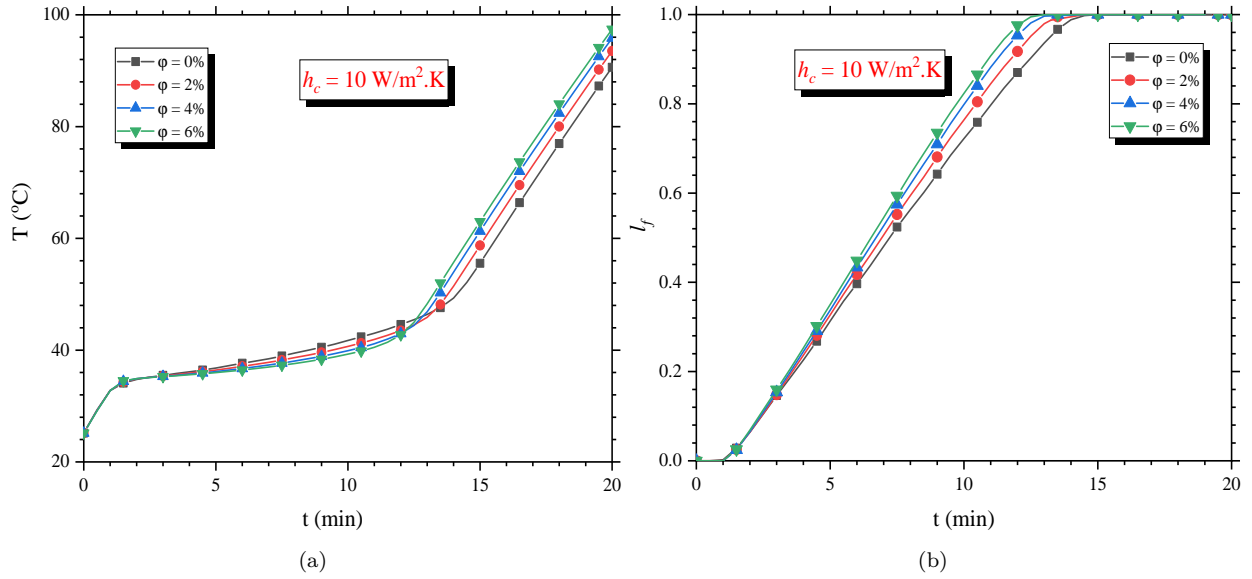 100
80
60
40
20
T (°C)
φ = 0%
φ = 2%
φ = 4%
φ = 6%
h_c = 10 W/m².K
0 5 10 15 20
t (min)
(a)
1.0
0.8
0.6
0.4
0.2
0.0
l_f
h_c = 10 W/m².K
φ = 0%
φ = 2%
φ = 4%
φ = 6%
0 5 10 15 20
t (min)
(b)